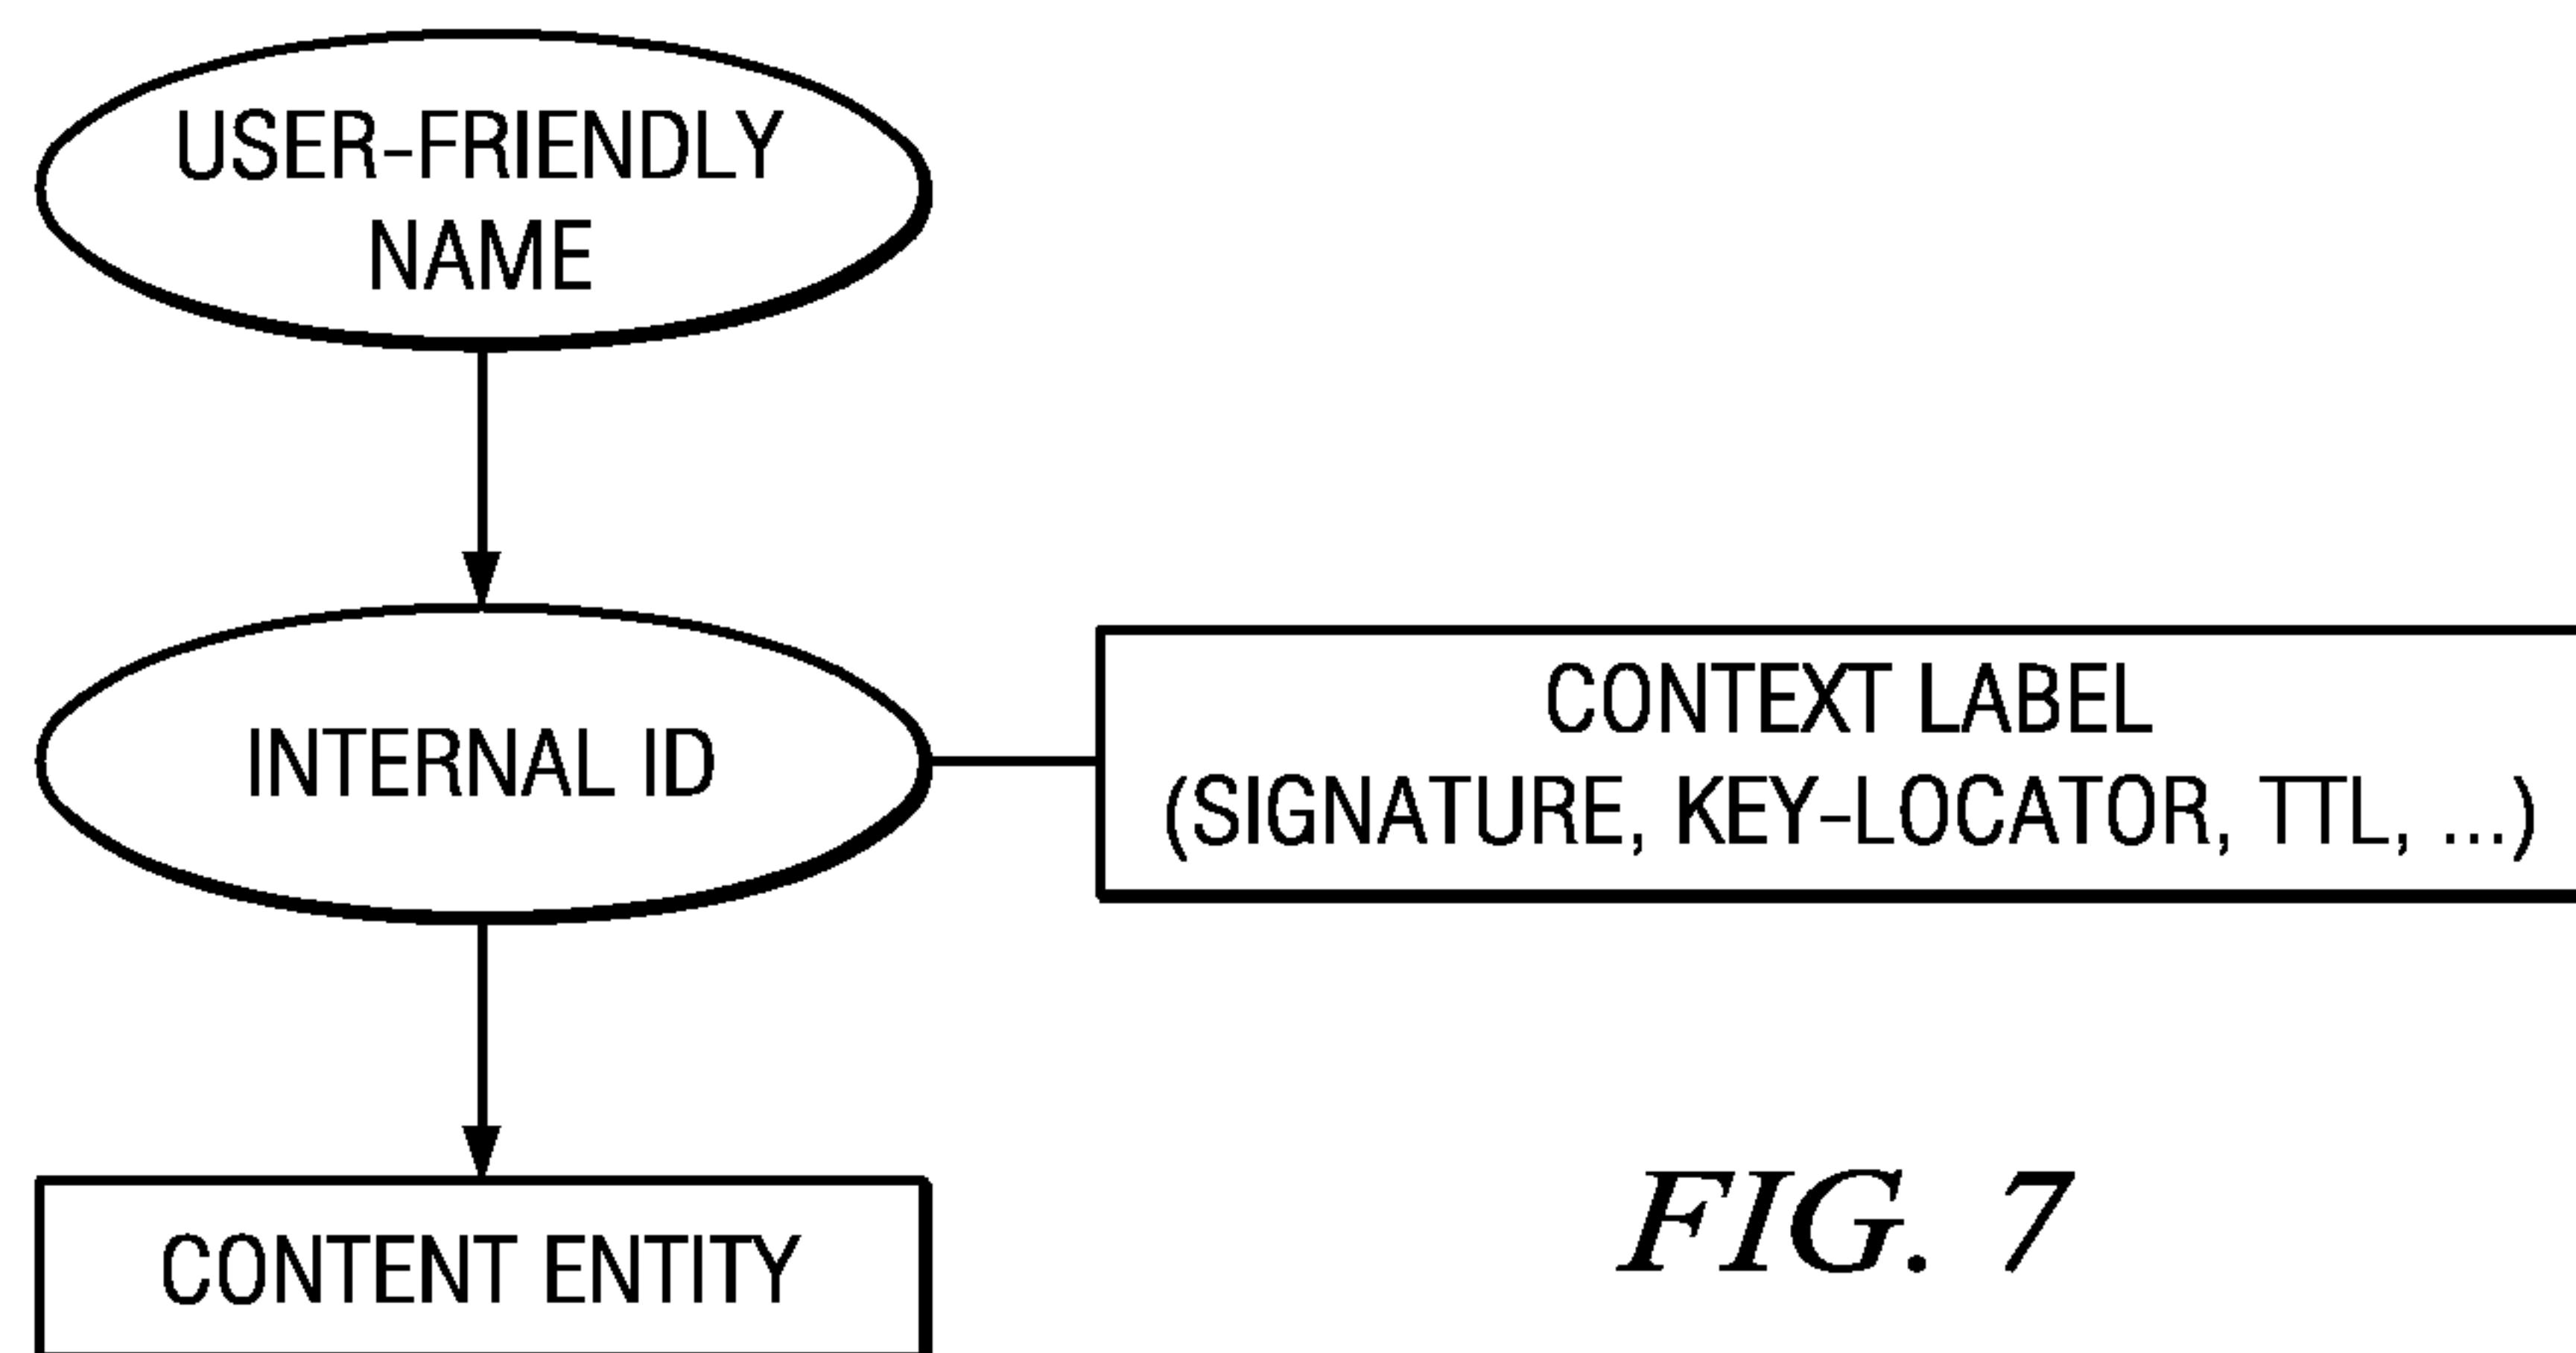 USER-FRIENDLY
NAME
INTERNAL ID
CONTEXT LABEL
(SIGNATURE, KEY-LOCATOR, TTL, ...)
CONTENT ENTITY
FIG. 7